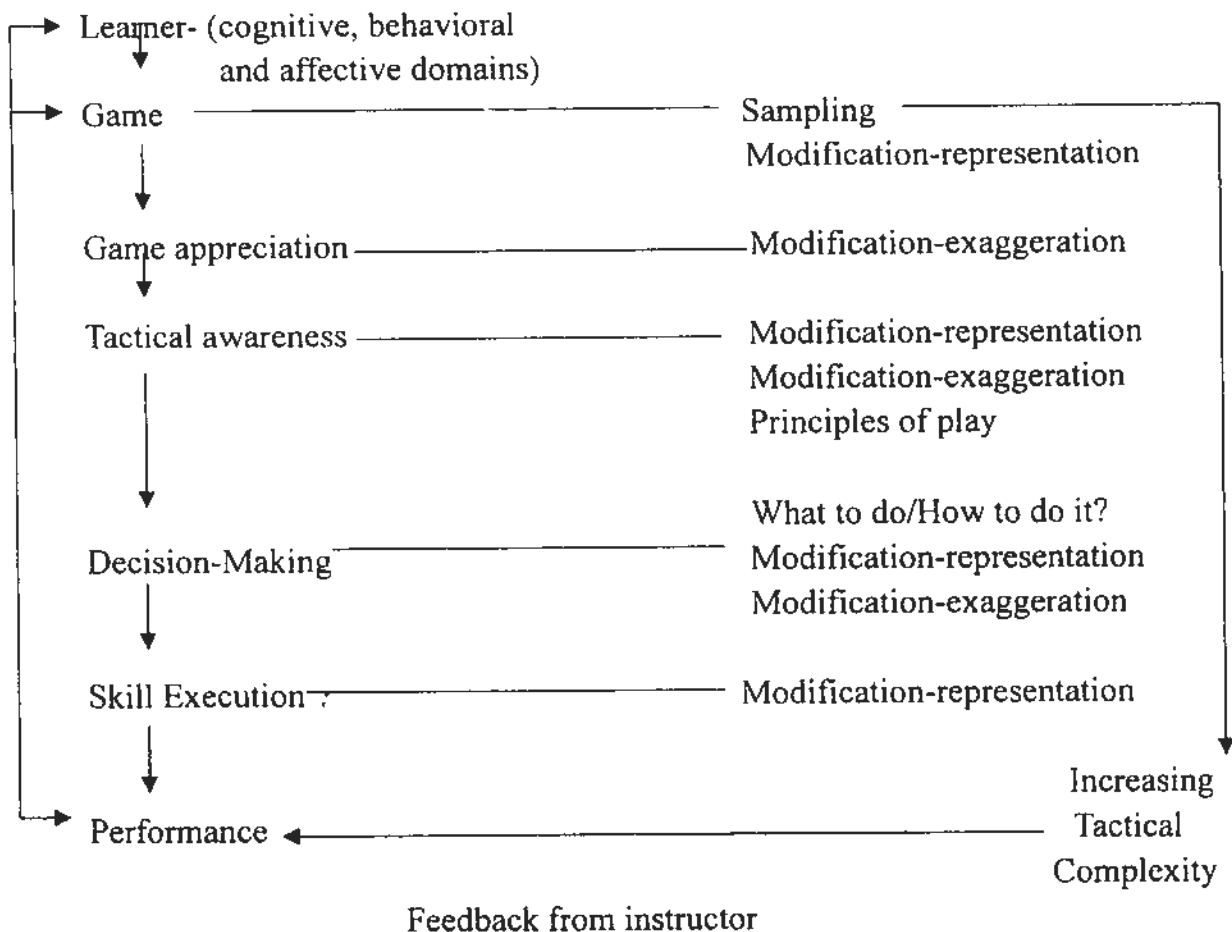 Learner- (cognitive, behavioral
and affective domains)
Game
Sampling
Modification-representation
Game appreciation
Modification-exaggeration
Tactical awareness
Modification-representation
Modification-exaggeration
Principles of play
What to do/How to do it?
Decision-Making
Modification-representation
Modification-exaggeration
Skill Execution
Modification-representation
Increasing
Tactical
Complexity
Performance
Feedback from instructor